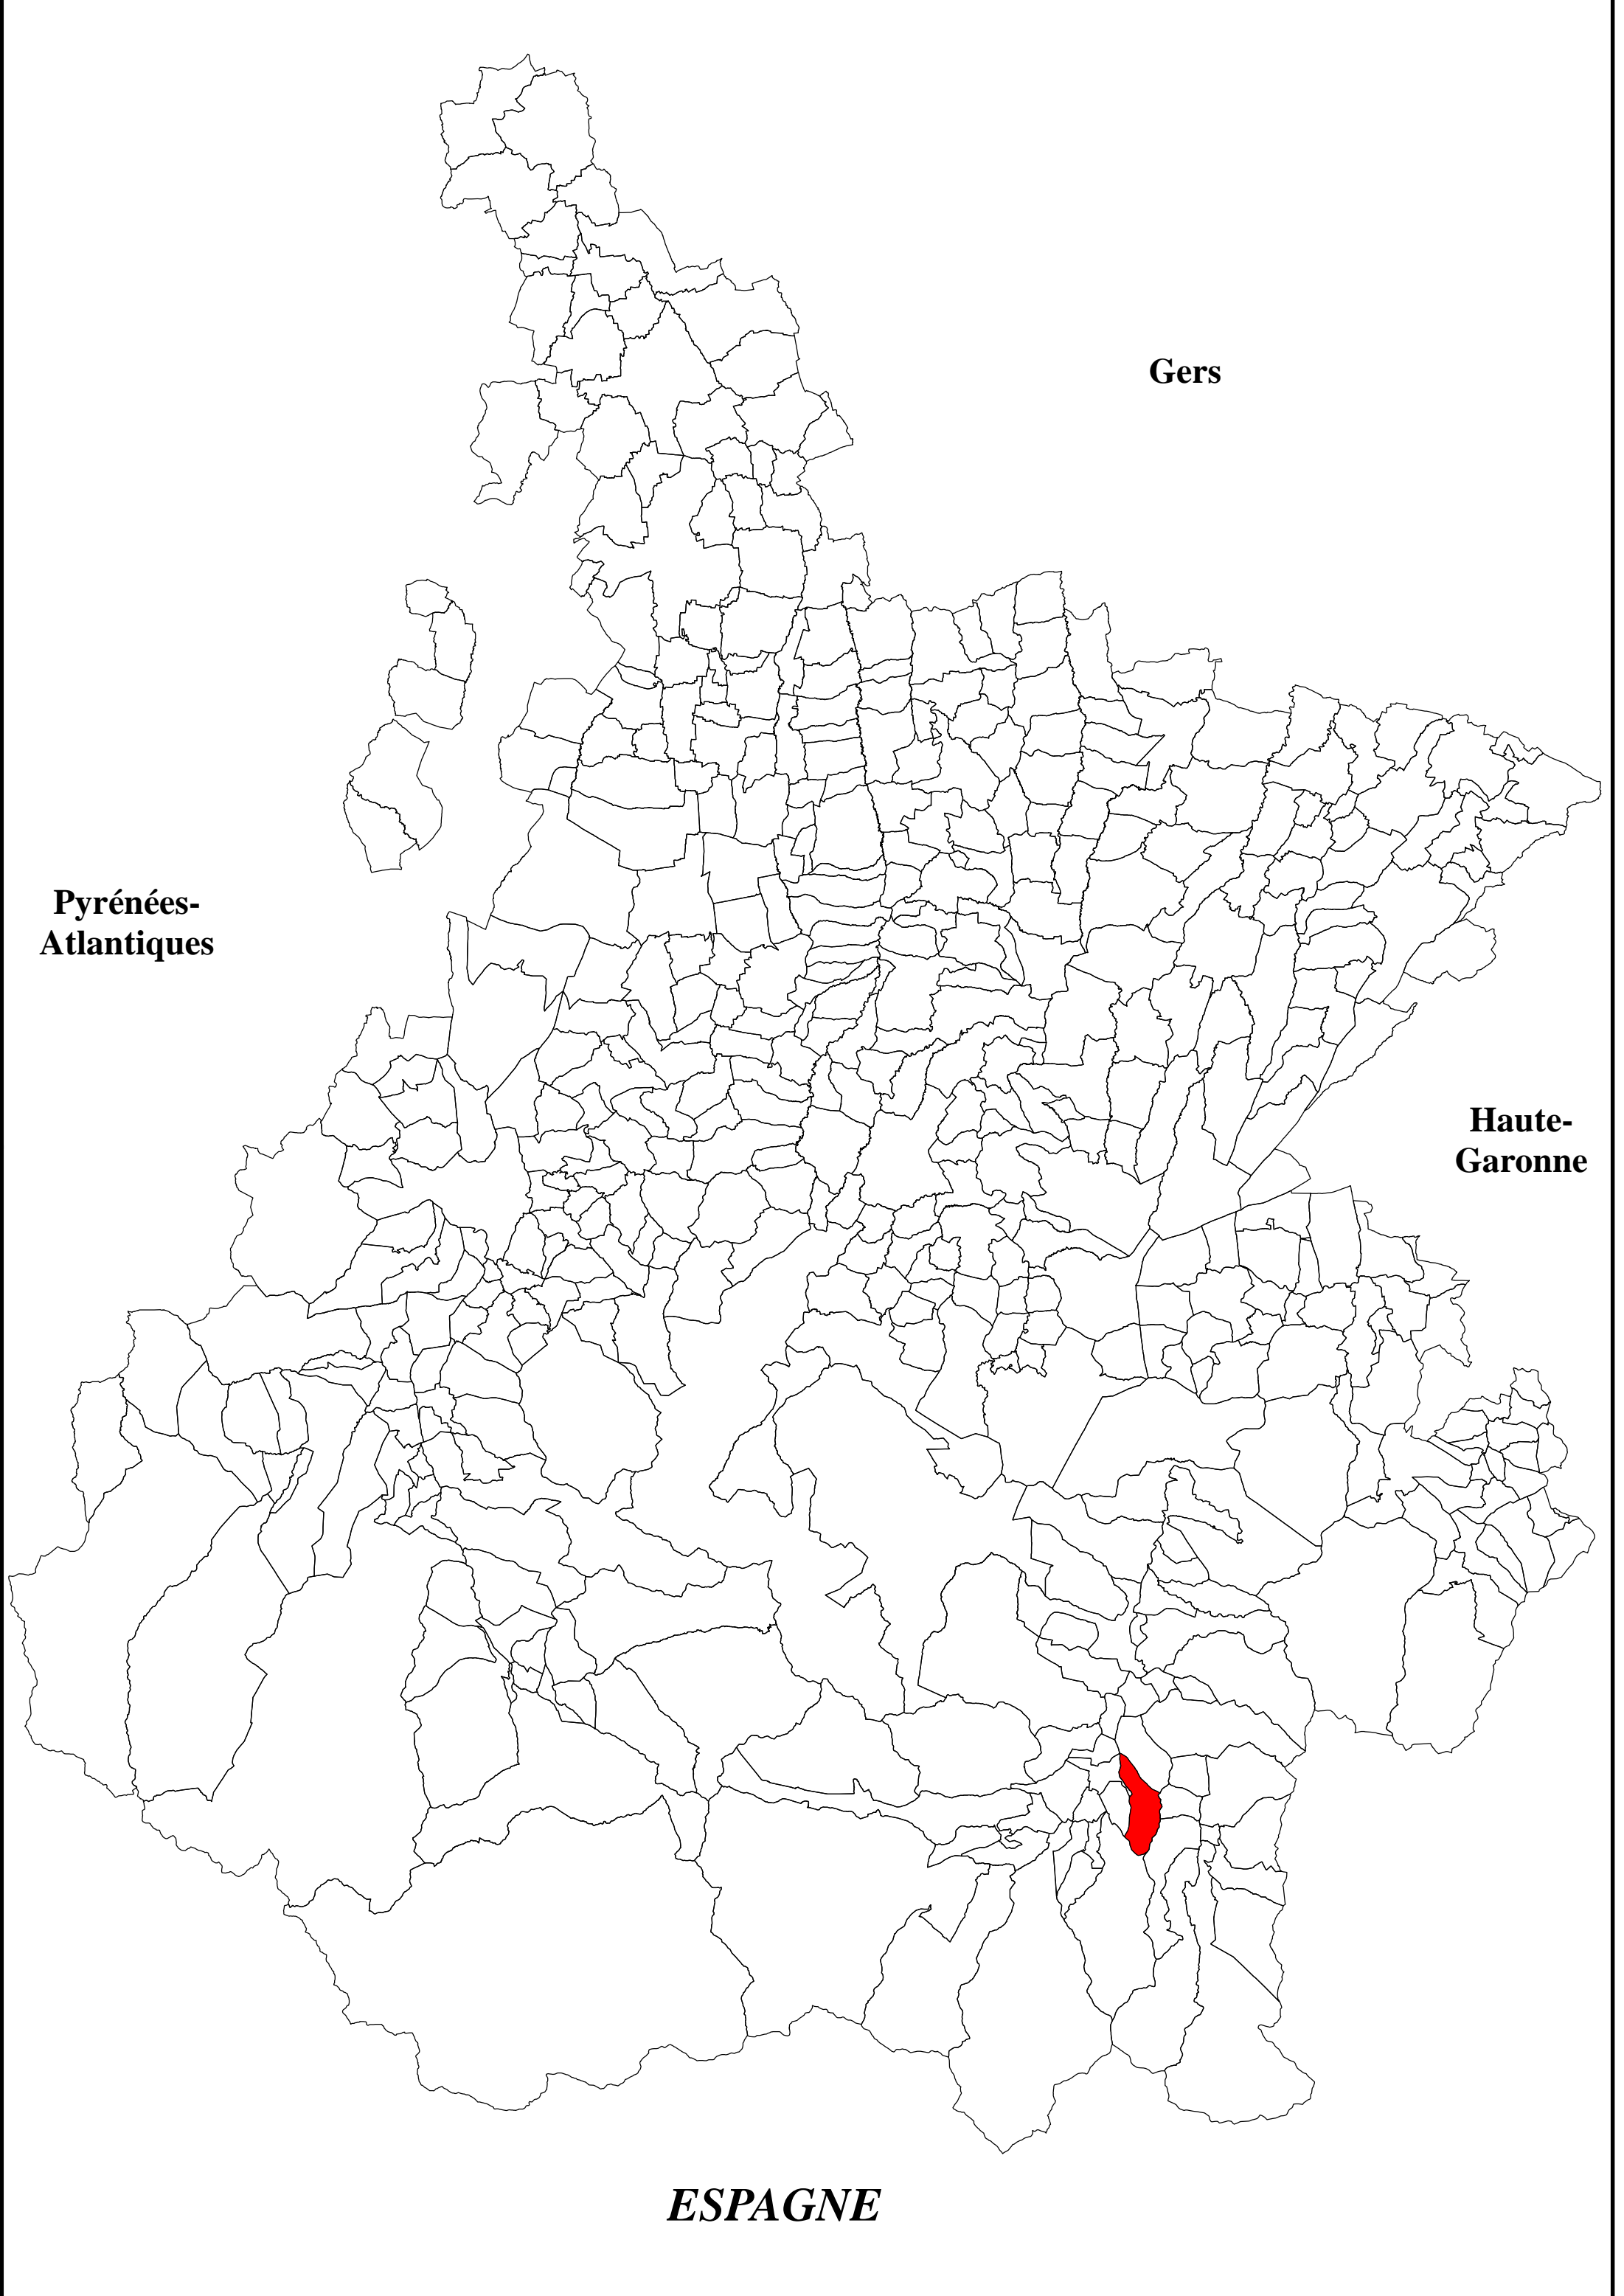 Gers
Pyrénées-
Atlantiques
Haute-
Garonne
ESPAGNE